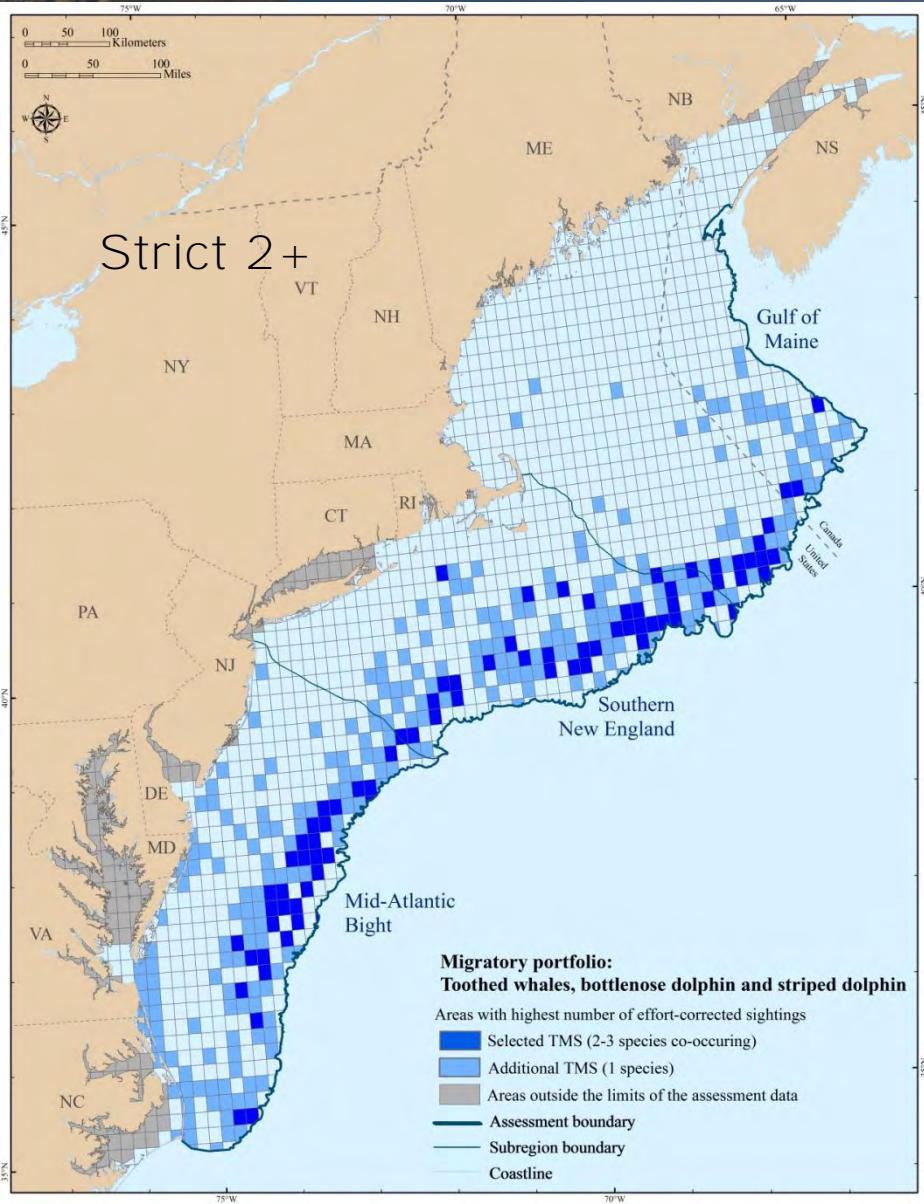 75°W 70°W 65°W
0 50 100
Kilometers
0 50 100
Miles
N
W E
S
NB
NS
ME
45°N
Strict 2+
VT
NH
Gulf of
Maine
NY
MA
CT
RI
Canada
United
States
PA
NJ
40°N
Southern
New England
DE
MD
Mid-Atlantic
Bight
VA
NC
35°N
Migratory portfolio:
Toothed whales, bottlenose dolphin and striped dolphin
Areas with highest number of effort-corrected sightings
Selected TMS (2-3 species co-occuring)
Additional TMS (1 species)
Areas outside the limits of the assessment data
Assessment boundary
Subregion boundary
Coastline
75°W 70°W